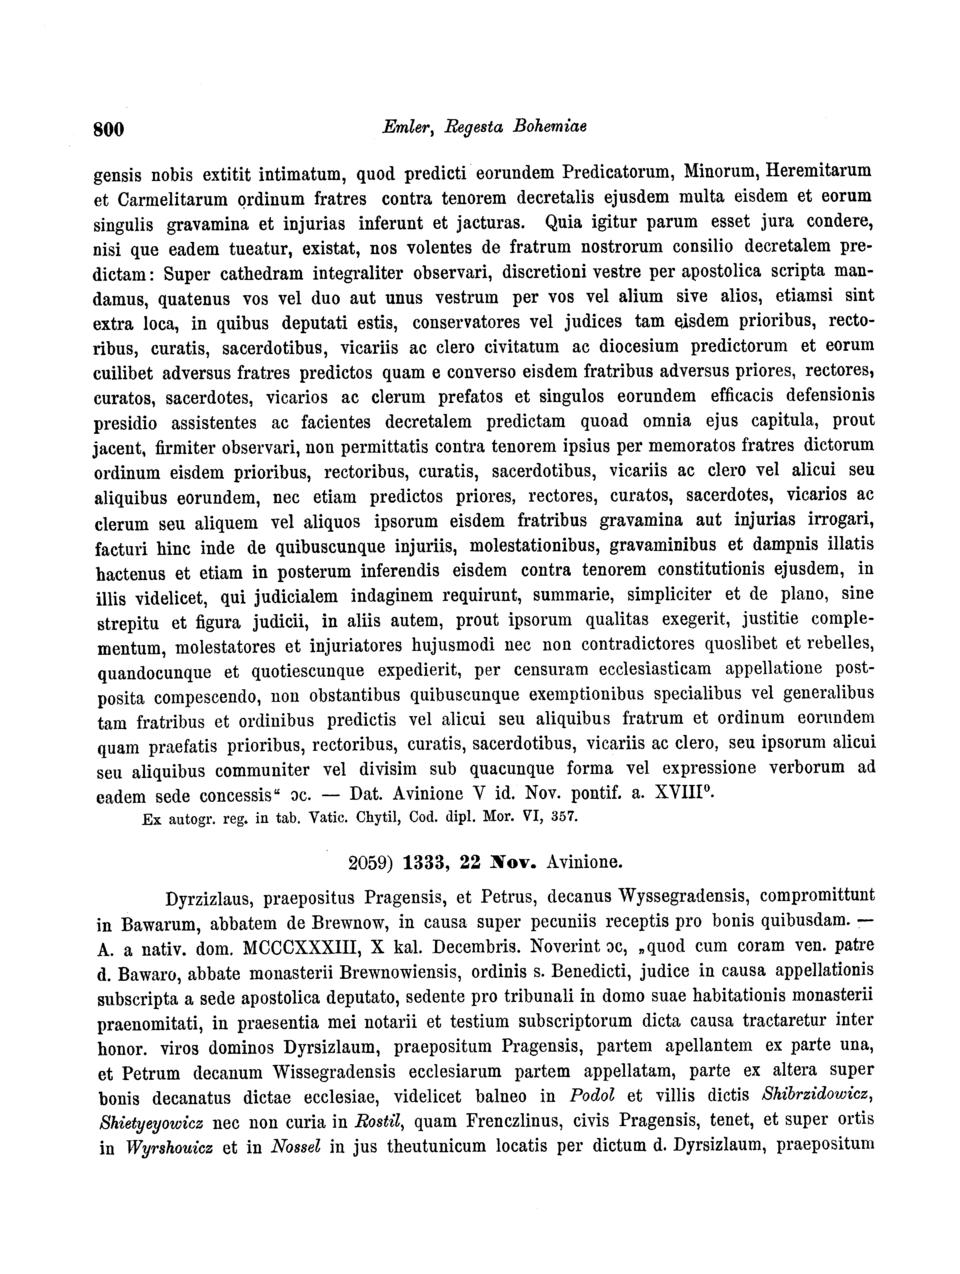 800 Emler, Regesta Bohemiae
gensis nobis extitit intimatum, quod predicti eorundem Predicatorum, Minorum, Heremitarum
et Carmelitarum ordinum fratres contra tenorem decretalis ejusdem multa eisdem et eorum
singulis gravamina et injurias inferunt et jacturas. Quia igitur parum esset jura condere,
nisi que eadem tueatur, existat, nos volentes de fratrum nostrorum consilio decretalem pre-
dictam: Super cathedram integraliter observari, discretioni vestre per apostolica scripta man-
damus, quatenus vos vel duo aut unus vestrum per vos vel alium sive alios, etiamsi sint
extra loca, in quibus deputati estis, conservatores vel judices tam eisdem prioribus, recto-
ribus, curatis, sacerdotibus, vicariis ac clero civitatum ac diocesium predictorum et eorum
cuilibet adversus fratres predictos quam e converso eisdem fratribus adversus priores, rectores,
curatos, sacerdotes, vicarios ac clerum prefatos et singulos eorundem efficacis defensionis
presidio assistentes ac facientes decretalem predictam quoad omnia ejus capitula, prout
jacent, firmiter observari, non permittatis contra tenorem ipsius per memoratos fratres dictorum
ordinum eisdem prioribus, rectoribus, curatis, sacerdotibus, vicariis ac clero vel alicui seu
aliquibus eorundem, nec etiam predictos priores, rectores, curatos, sacerdotes, vicarios ac
clerum seu aliquem vel aliquos ipsorum eisdem fratribus gravamina aut injurias irrogari,
facturi hinc inde de quibuscunque injuriis, molestationibus, gravaminibus et dampnis illatis
hactenus et etiam in posterum inferendis eisdem contra tenorem constitutionis ejusdem, in
illis videlicet, qui judicialem indaginem requirunt, summarie, simpliciter et de plano, sine
strepitu et figura judicii, in aliis autem, prout ipsorum qualitas exegerit, justitie comple-
mentum, molestatores et injuriatores hujusmodi nec non contradictores quoslibet et rebelles,
quandocunque et quotiescunque expedierit, per censuram ecclesiasticam appellatione post-
posita compescendo, non obstantibus quibuscunque exemptionibus specialibus vel generalibus
tam fratribus et ordinibus predictis vel alicui seu aliquibus fratrum et ordinum eorundem
quam praefatis prioribus, rectoribus, curatis, sacerdotibus, vicariis ac clero, seu ipsorum alicui
seu aliquibus communiter vel divisim sub quacunque forma vel expressione verborum ad
eadem sede concessis“ ɔc. — Dat. Avinione V id. Nov. pontif. a. XVIII⁰.
Ex autogr. reg. in tab. Vatic. Chytil, Cod. dipl. Mor. VI, 357.
2059) 1333, 22 Nov. Avinione.
Dyrzizlaus, praepositus Pragensis, et Petrus, decanus Wyssegradensis, compromittunt
in Bawarum, abbatem de Brewnow, in causa super pecuniis receptis pro bonis quibusdam. —
A. a nativ. dom. MCCCXXXIII, X kal. Decembris. Noverint ɔc, „quod cum coram ven. patre
d. Bawaro, abbate monasterii Brewnowiensis, ordinis s. Benedicti, judice in causa appellationis
subscripta a sede apostolica deputato, sedente pro tribunali in domo suae habitationis monasterii
praenomitati, in praesentia mei notarii et testium subscriptorum dicta causa tractaretur inter
honor. viros dominos Dyrsizlaum, praepositum Pragensis, partem apellantem ex parte una,
et Petrum decanum Wissegradensis ecclesiarum partem appellatam, parte ex altera super
bonis decanatus dictae ecclesiae, videlicet balneo in Podol et villis dictis Shibrzidowicz,
Shietyeyowicz nec non curia in Rostil, quam Frenczlinus, civis Pragensis, tenet, et super ortis
in Wyrshouicz et in Nossel in jus theutunicum locatis per dictum d. Dyrsizlaum, praepositum